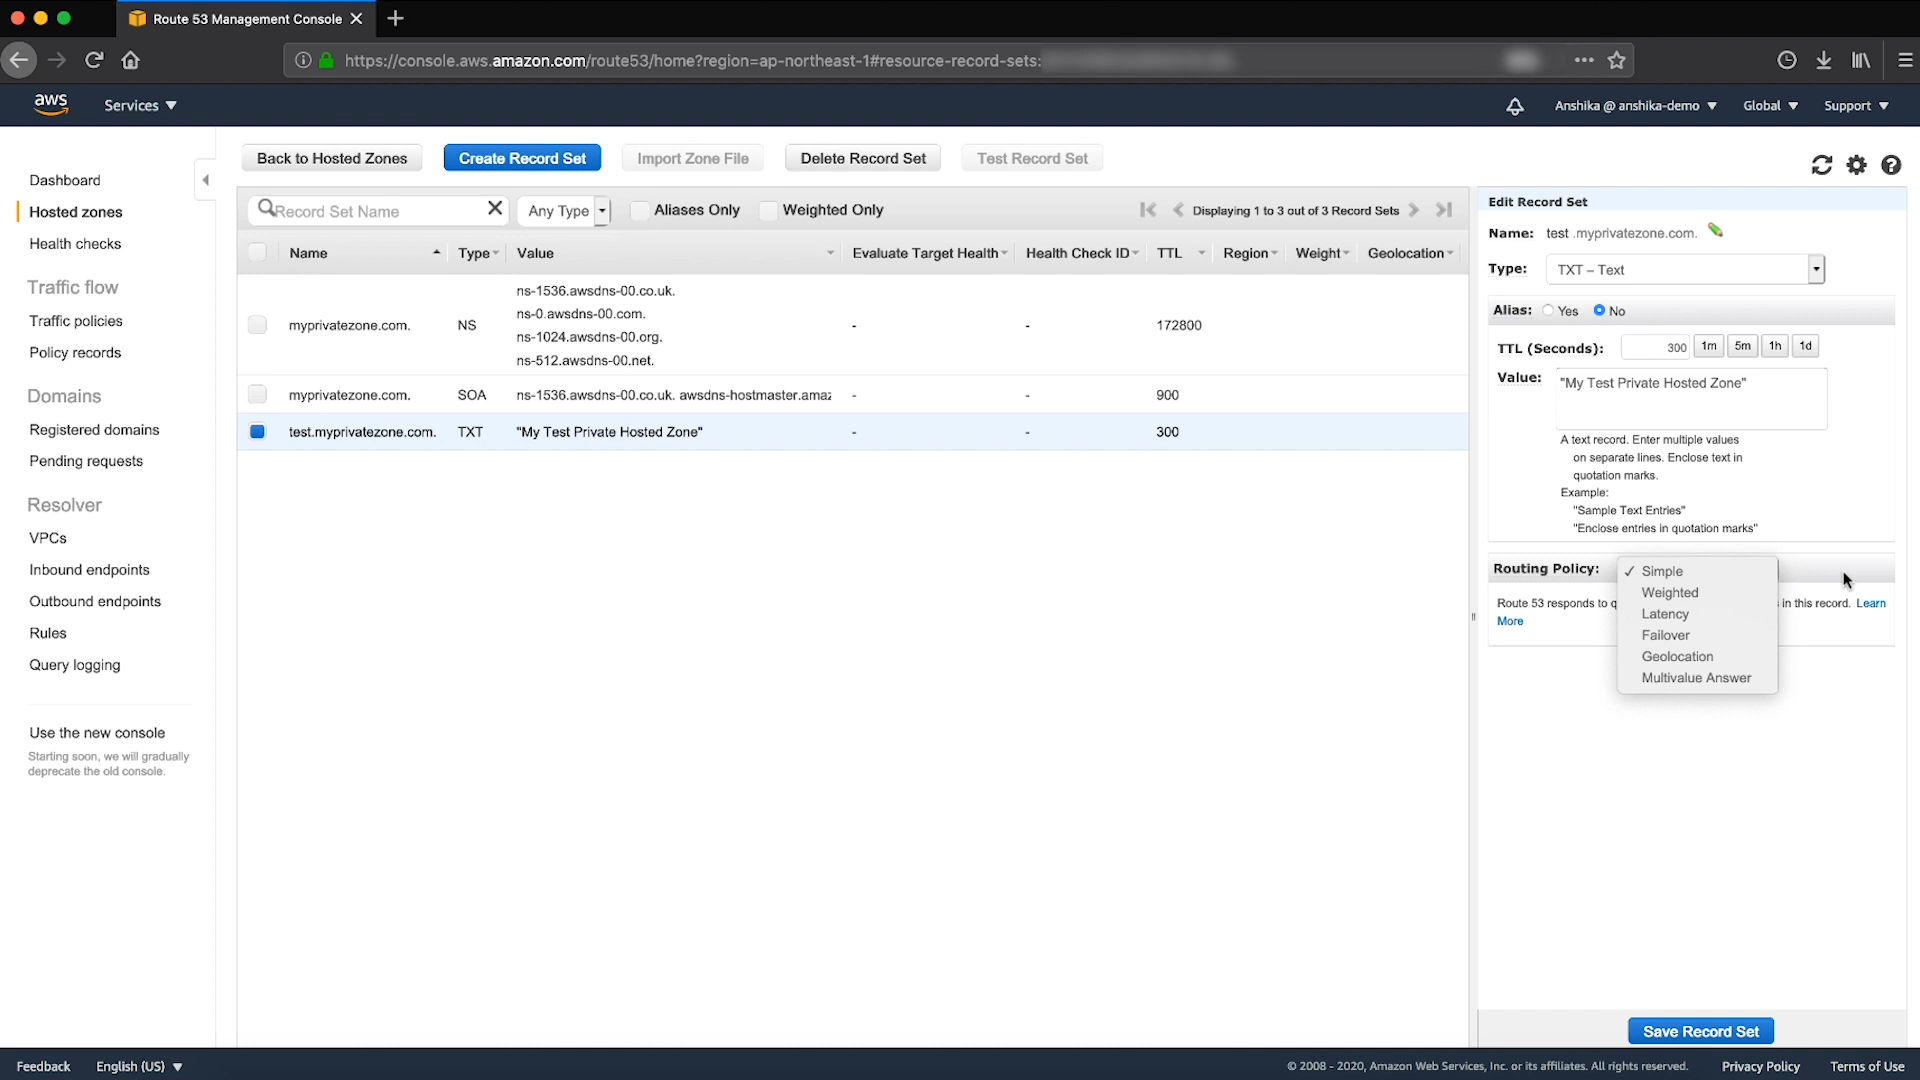 Route 53 Management Console
https://console.aws.amazon.com/route53/home?region=ap-northeast-1#resource-record-sets:
aws
Services
Anshika @ anshika-demo
Global
Support
Dashboard
Hosted zones
Health checks
Traffic flow
Traffic policies
Policy records
Domains
Registered domains
Pending requests
Resolver
VPCs
Inbound endpoints
Outbound endpoints
Rules
Query logging
Use the new console
Starting soon, we will gradually
deprecate the old console.
Back to Hosted Zones
Create Record Set
Import Zone File
Delete Record Set
Test Record Set
Record Set Name
Any Type
Aliases Only
Weighted Only
Displaying 1 to 3 out of 3 Record Sets
Name Type Value Evaluate Target Health Health Check ID TTL Region Weight Geolocation
ns-1536.awsdns-00.co.uk.
ns-0.awsdns-00.com.
myprivatezone.com. NS - - 172800
ns-1024.awsdns-00.org.
ns-512.awsdns-00.net.
myprivatezone.com. SOA ns-1536.awsdns-00.co.uk. awsdns-hostmaster.amaz - - 900
test.myprivatezone.com. TXT "My Test Private Hosted Zone" - - 300
Edit Record Set
Name: test .myprivatezone.com.
Type: TXT – Text
Alias: Yes No
TTL (Seconds): 300 1m 5m 1h 1d
Value: "My Test Private Hosted Zone"
A text record. Enter multiple values
on separate lines. Enclose text in
quotation marks.
Example:
"Sample Text Entries"
"Enclose entries in quotation marks"
Routing Policy:
Simple
Weighted
Latency
Failover
Geolocation
Multivalue Answer
Route 53 responds to q in this record. Learn
More
Save Record Set
Feedback
English (US)
© 2008 - 2020, Amazon Web Services, Inc. or its affiliates. All rights reserved.
Privacy Policy
Terms of Use